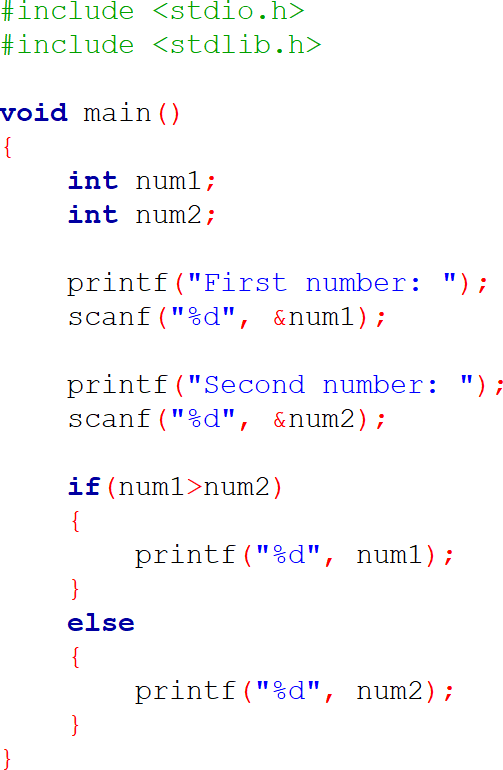 #include <stdio.h>
#include <stdlib.h>
void main()
{
int num1;
int num2;
printf("First number: ");
scanf("%d", &num1);
printf("Second number: ");
scanf("%d", &num2);
if(num1>num2)
{
printf("%d", num1);
}
else
{
printf("%d", num2);
}
}